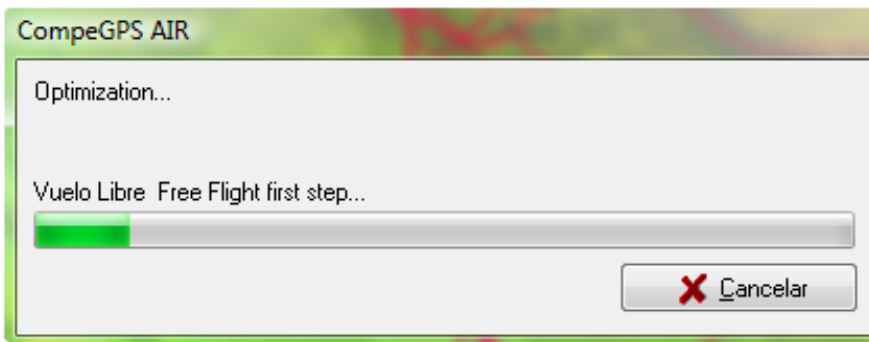 CompeGPS AIR
Optimization...
Vuelo Libre  Free Flight first step...
Cancelar